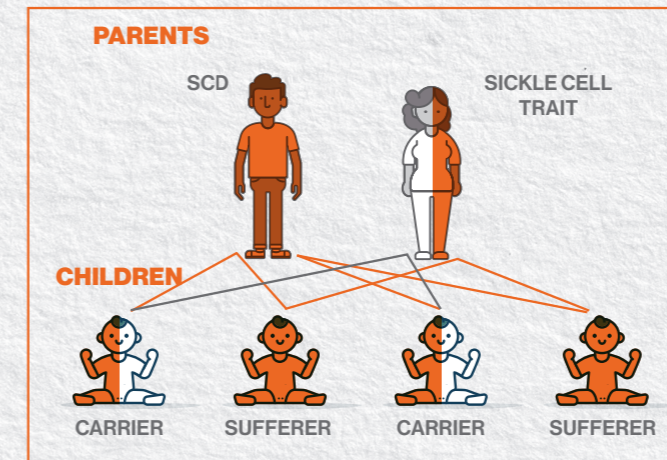 PARENTS
SCD
SICKLE CELL
TRAIT
CHILDREN
CARRIER
SUFFERER
CARRIER
SUFFERER